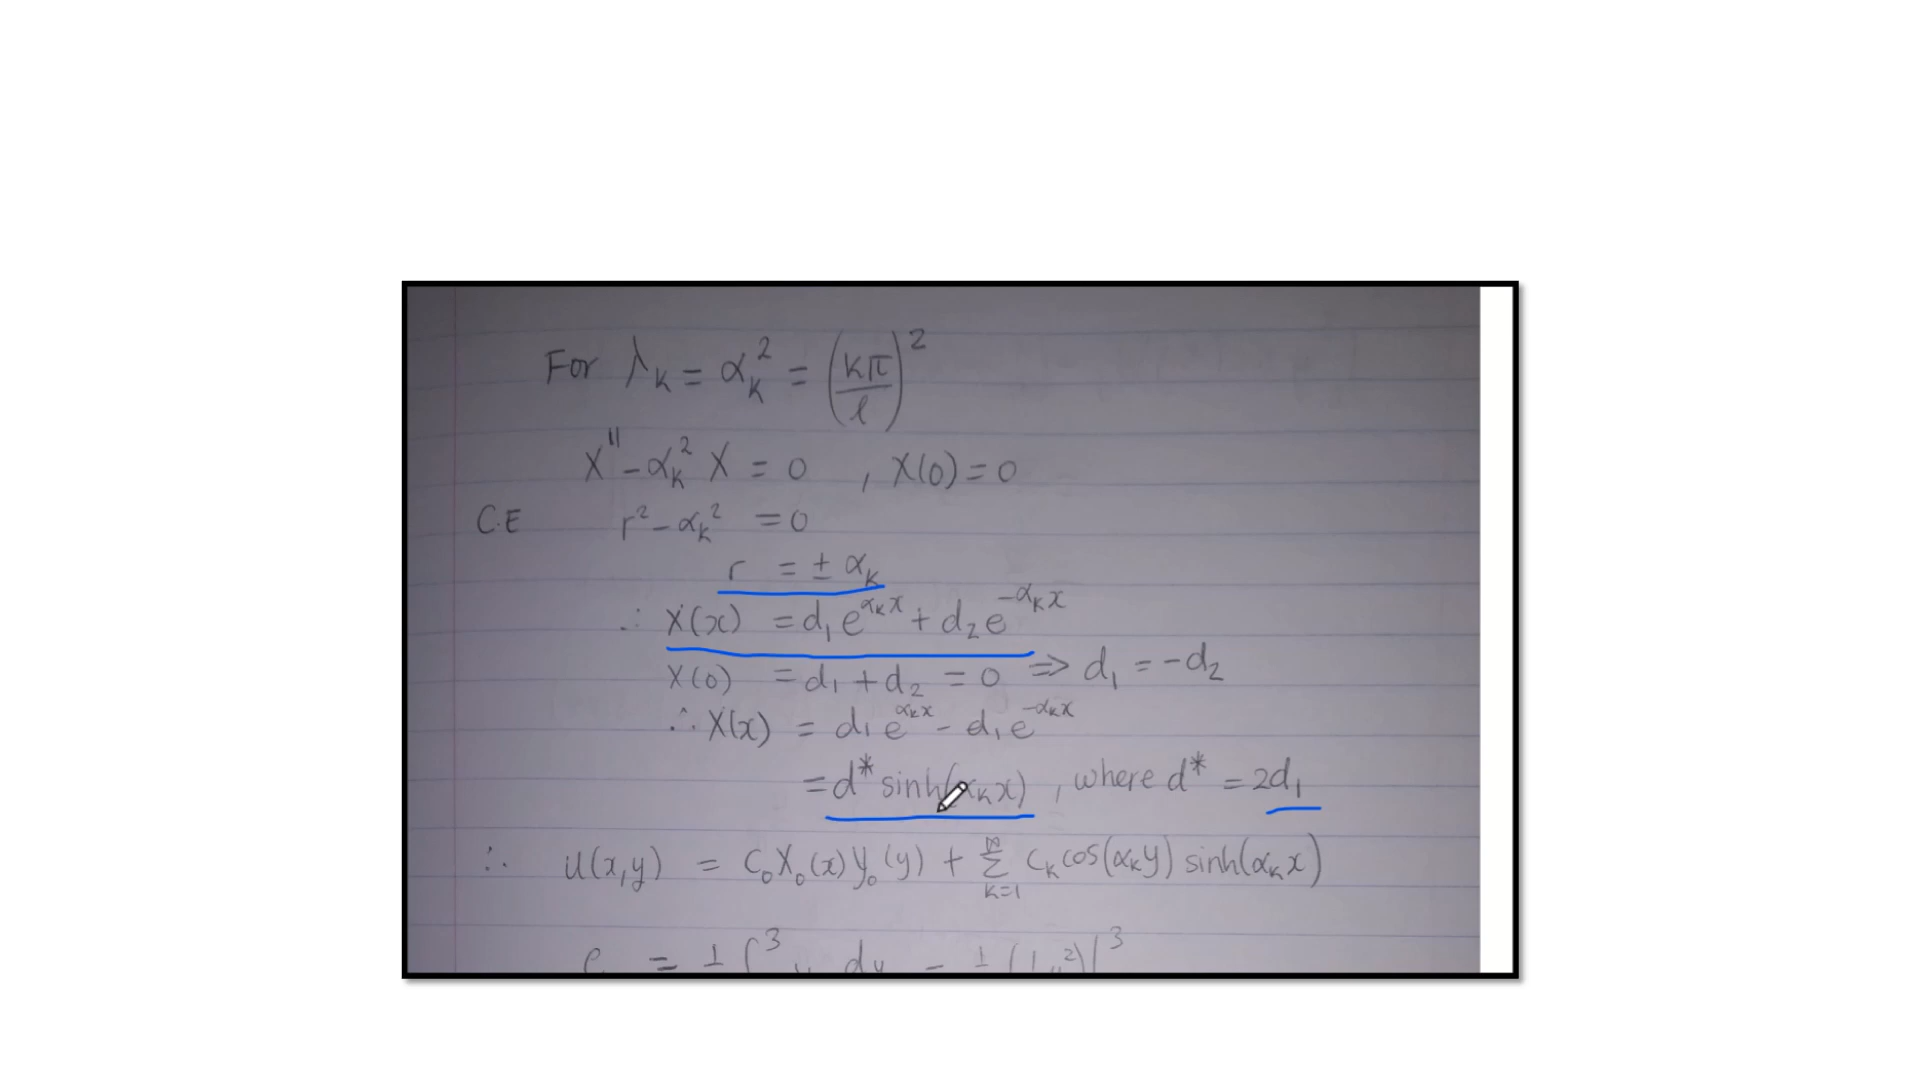 For λ_k = α_k^2 = (kπ/l)^2
X'' - α_k^2 X = 0 , X(0) = 0
C.E r^2 - α_k^2 = 0
r = ± α_k
∴ X(x) = d_1 e^{α_k x} + d_2 e^{-α_k x}
X(0) = d_1 + d_2 = 0 ⇒ d_1 = -d_2
∴ X(x) = d_1 e^{α_k x} - d_1 e^{-α_k x}
= d* sinh(α_k x) , where d* = 2d_1
∴ u(x,y) = C_0 X_0(x) Y_0(y) + Σ_{k=1}^{∞} C_k cos(α_k y) sinh(α_k x)